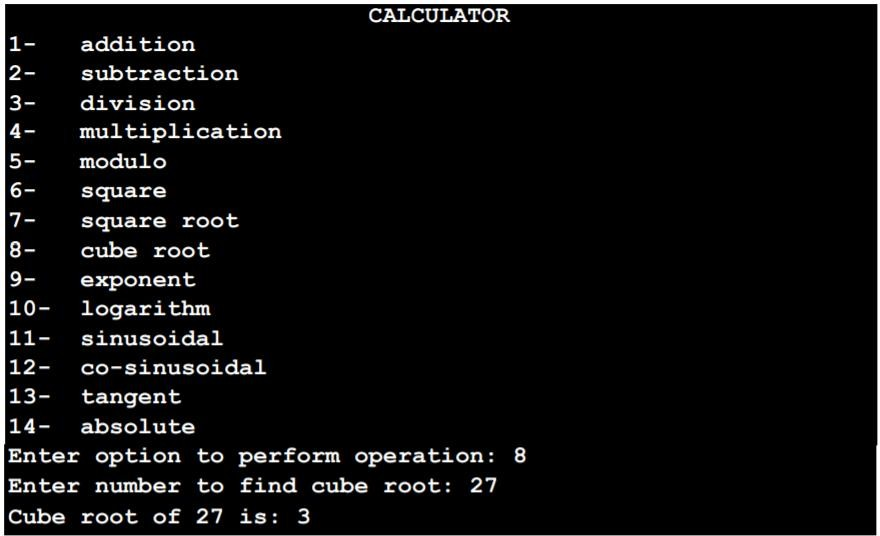 CALCULATOR
1- addition
2- subtraction
3- division
4- multiplication
5- modulo
6- square
7- square root
8- cube root
9- exponent
10- logarithm
11- sinusoidal
12- co-sinusoidal
13- tangent
14- absolute
Enter option to perform operation: 8
Enter number to find cube root: 27
Cube root of 27 is: 3